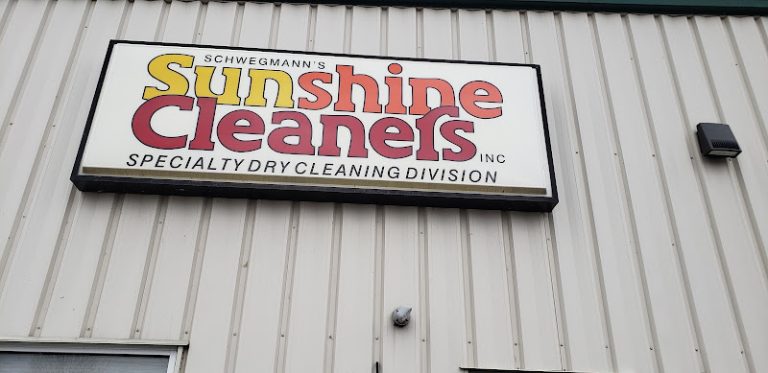 SCHWEGMANN'S
Sunshine
Cleaners INC
SPECIALTY DRY CLEANING DIVISION